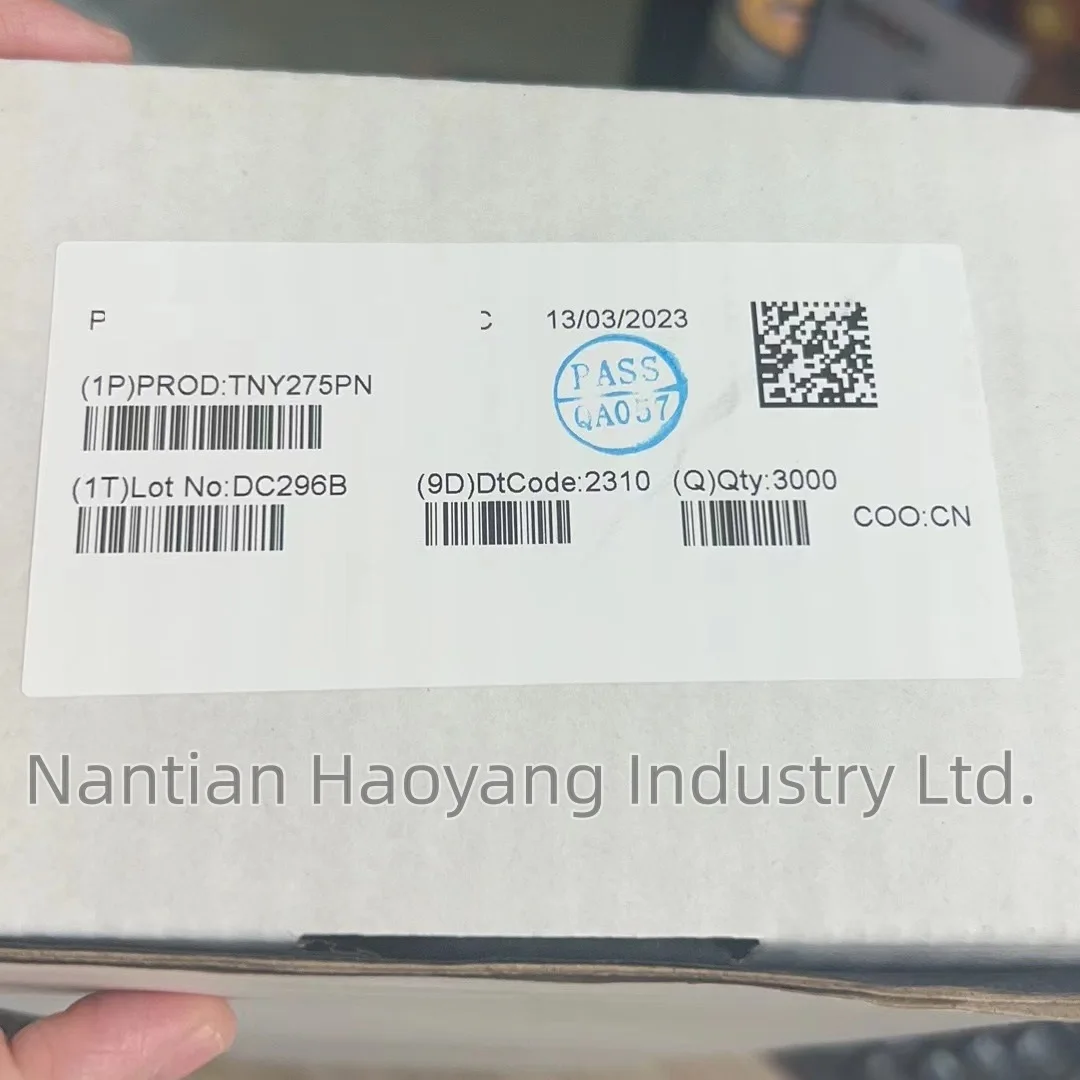 P C 13/03/2023
PASS
QA057
(1P)PROD:TNY275PN
(1T)Lot No:DC296B (9D)DtCode:2310 (Q)Qty:3000
COO:CN
Nantian Haoyang Industry Ltd.